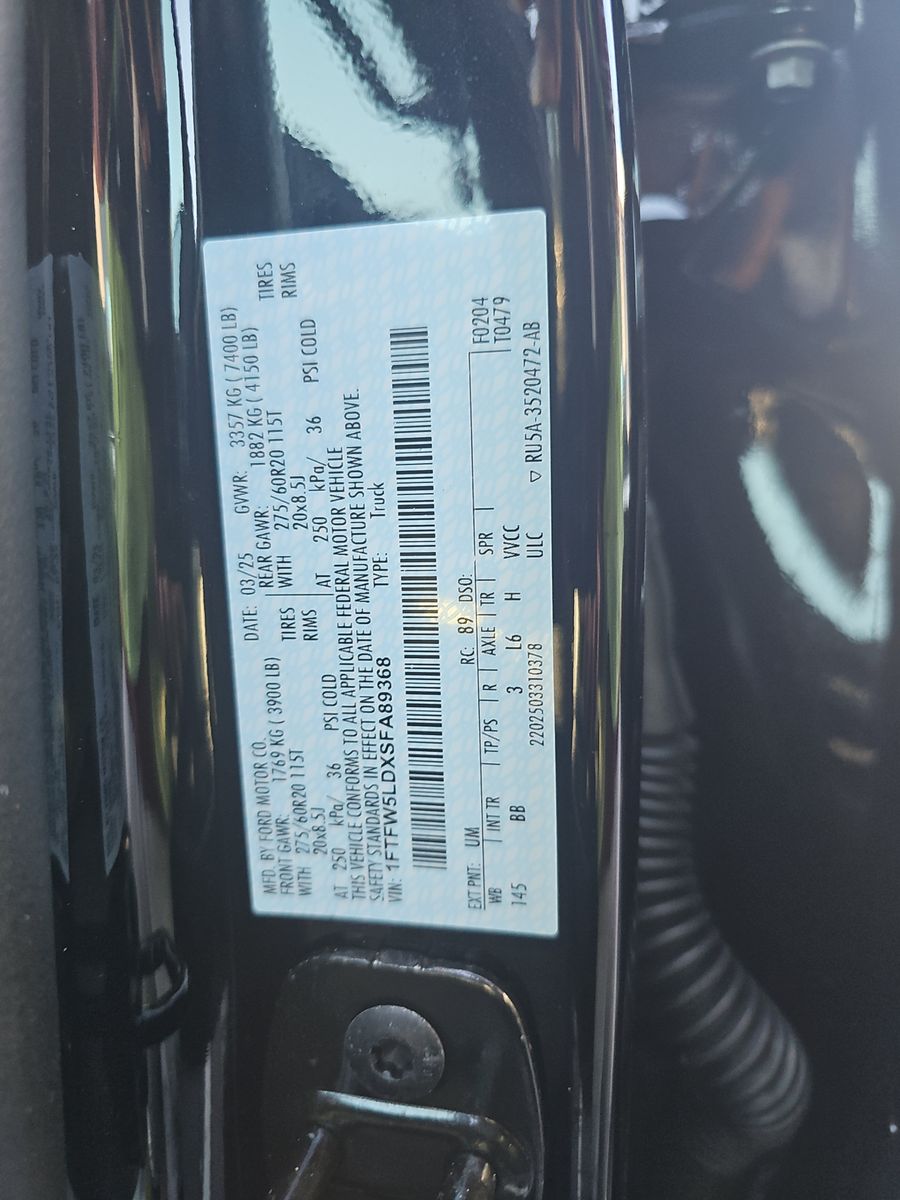 MFD. BY FORD MOTOR CO. DATE: 03/25 GVWR: 3357 KG ( 7400 LB)
FRONT GAWR: 1769 KG ( 3900 LB) REAR GAWR: 1882 KG ( 4150 LB)
WITH 275/60R20 115T TIRES WITH 275/60R20 115T TIRES
20x8.5J RIMS 20x8.5J RIMS
AT 250 kPa/ 36 PSI COLD AT 250 kPa/ 36 PSI COLD
THIS VEHICLE CONFORMS TO ALL APPLICABLE FEDERAL MOTOR VEHICLE
SAFETY STANDARDS IN EFFECT ON THE DATE OF MANUFACTURE SHOWN ABOVE.
VIN: 1FTFW5LDXSFA89368 TYPE: Truck
EXT PNT: UM RC: 89 DSO: F0204
WB INT TR TP/PS R AXLE TR SPR T0479
145 BB 3 L6 H VVCC
2202503310378 ULC ▽ RU5A-3520472-AB